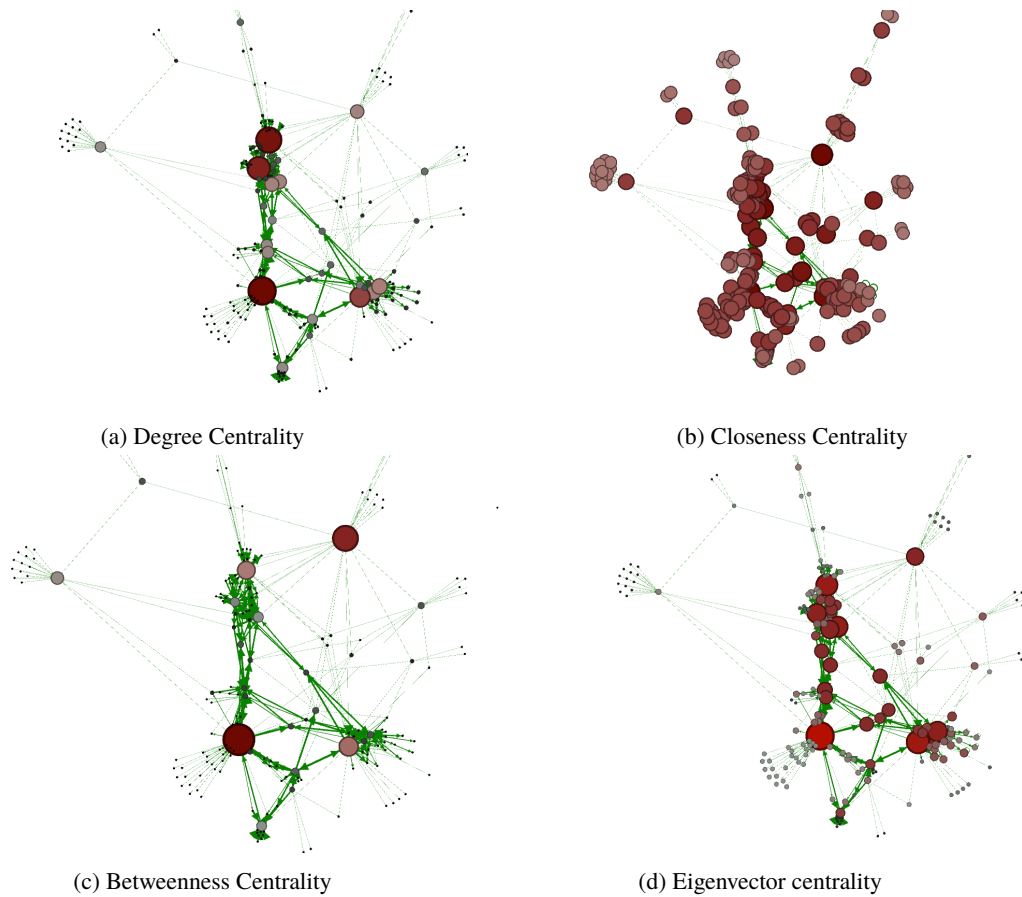 (a) Degree Centrality
(b) Closeness Centrality
(c) Betweenness Centrality
(d) Eigenvector centrality